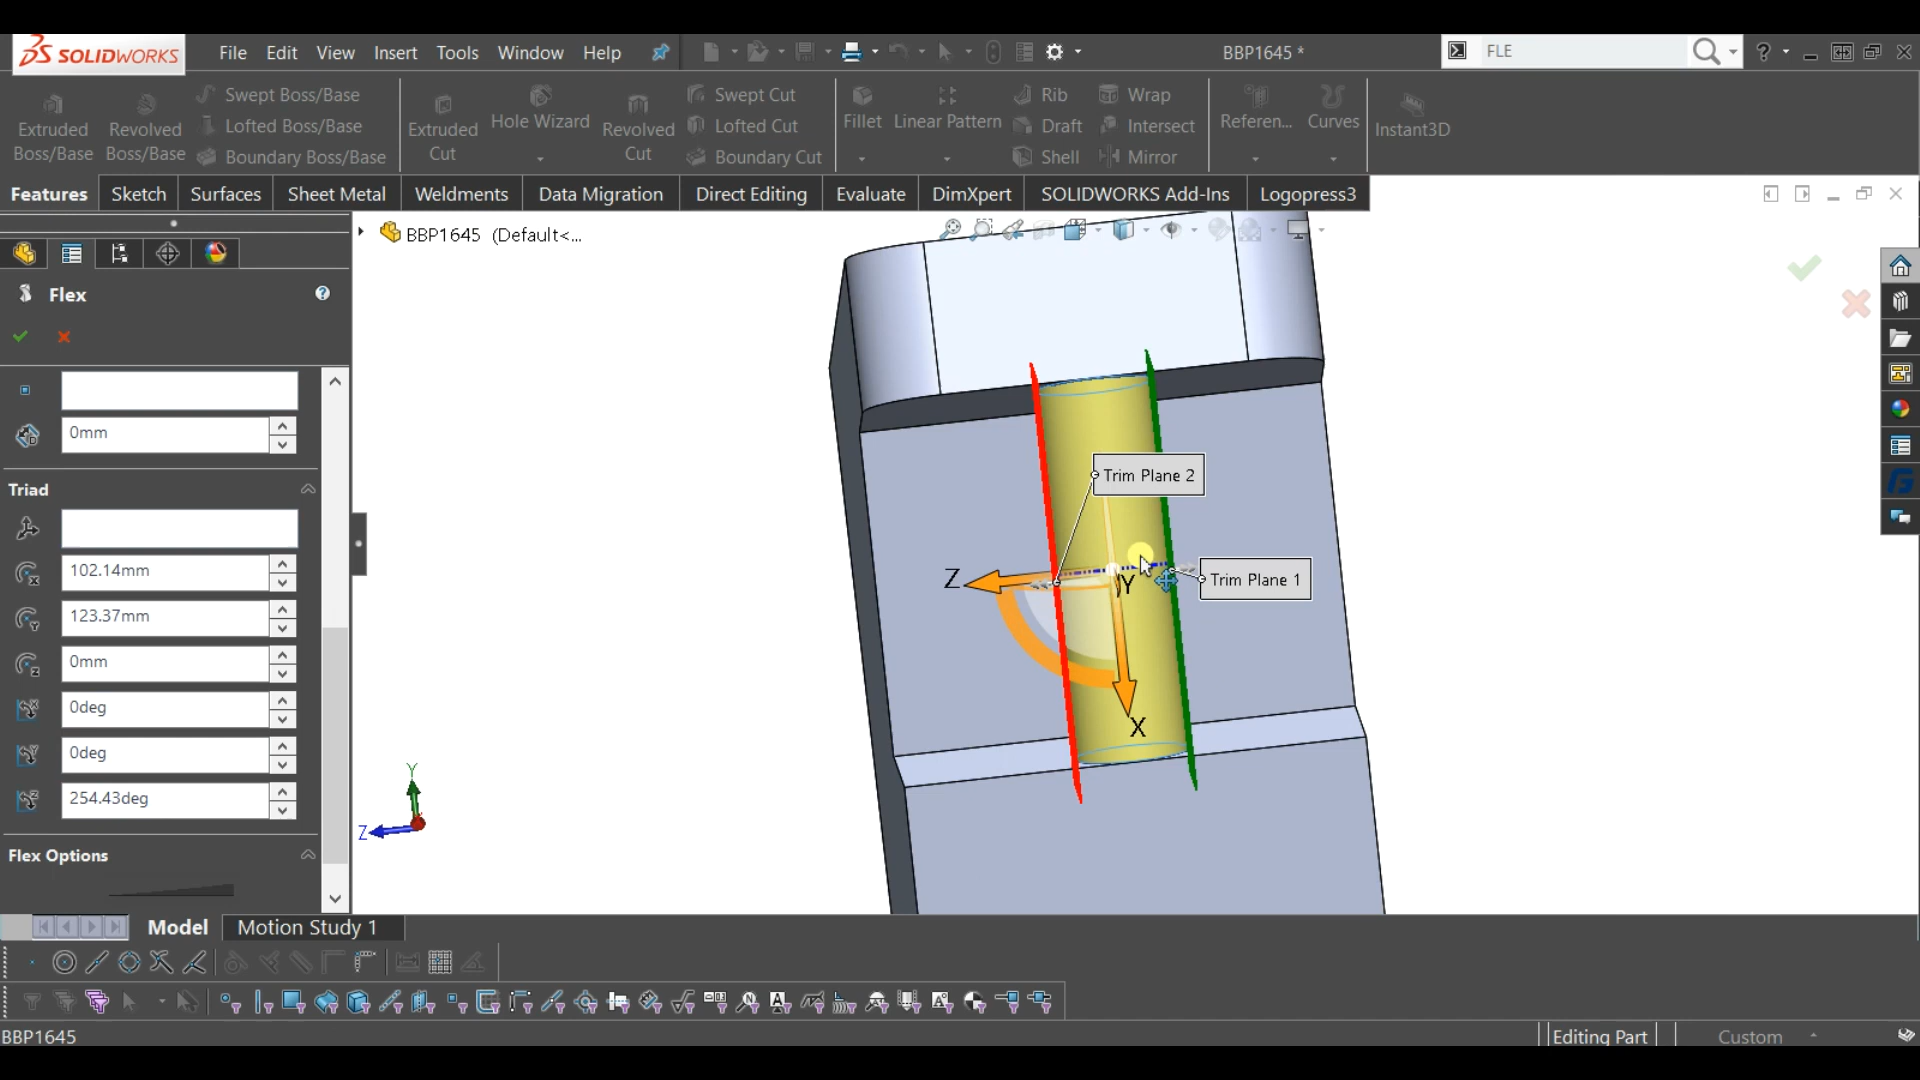 SOLIDWORKS File Edit View Insert Tools Window Help BBP1645 * FLE
Extruded Boss/Base
Revolved Boss/Base
Swept Boss/Base
Lofted Boss/Base
Boundary Boss/Base
Extruded Cut
Hole Wizard
Revolved Cut
Swept Cut
Lofted Cut
Boundary Cut
Fillet
Linear Pattern
Rib
Draft
Shell
Wrap
Intersect
Mirror
Referen...
Curves
Instant3D
Features Sketch Surfaces Sheet Metal Weldments Data Migration Direct Editing Evaluate DimXpert SOLIDWORKS Add-Ins Logopress3
BBP1645 (Default<...
Flex
0mm
Triad
102.14mm
123.37mm
0mm
0deg
0deg
254.43deg
Flex Options
Trim Plane 2
Trim Plane 1
Z
Y
X
Y
Z
Model Motion Study 1
BBP1645 Editing Part Custom